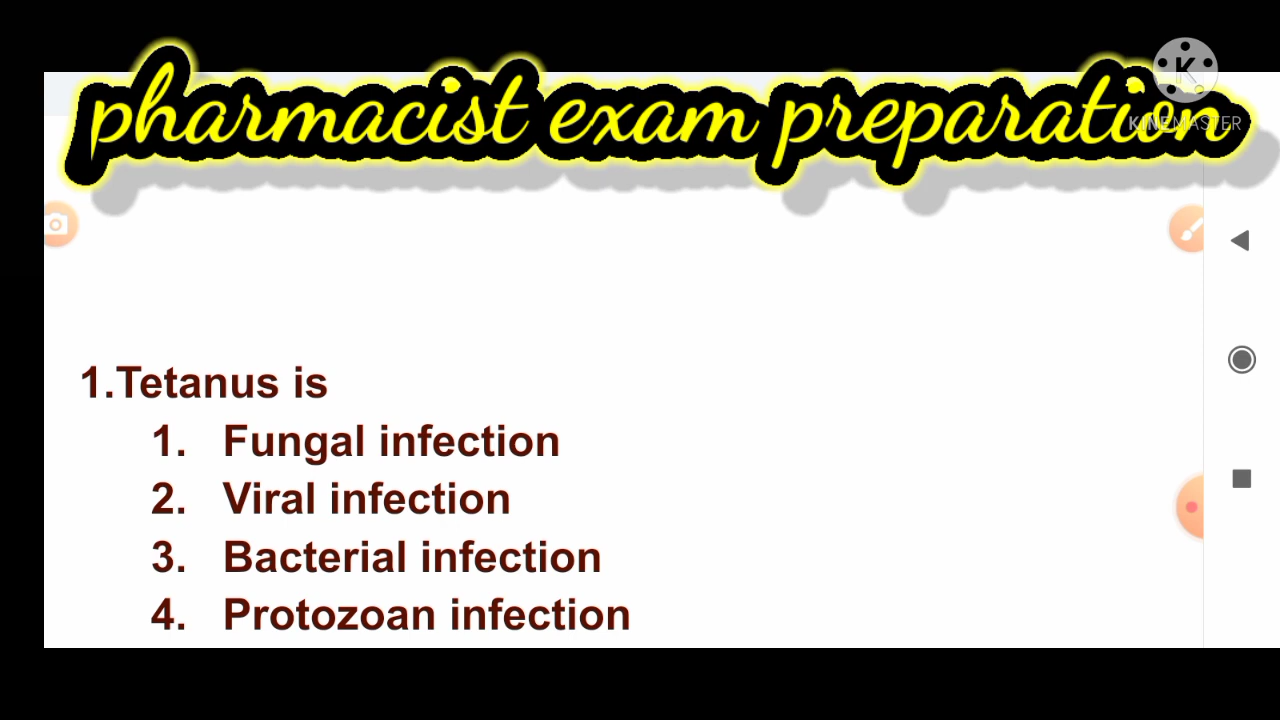 pharmacist exam preparation
K
KINEMASTER
1.Tetanus is
1. Fungal infection
2. Viral infection
3. Bacterial infection
4. Protozoan infection